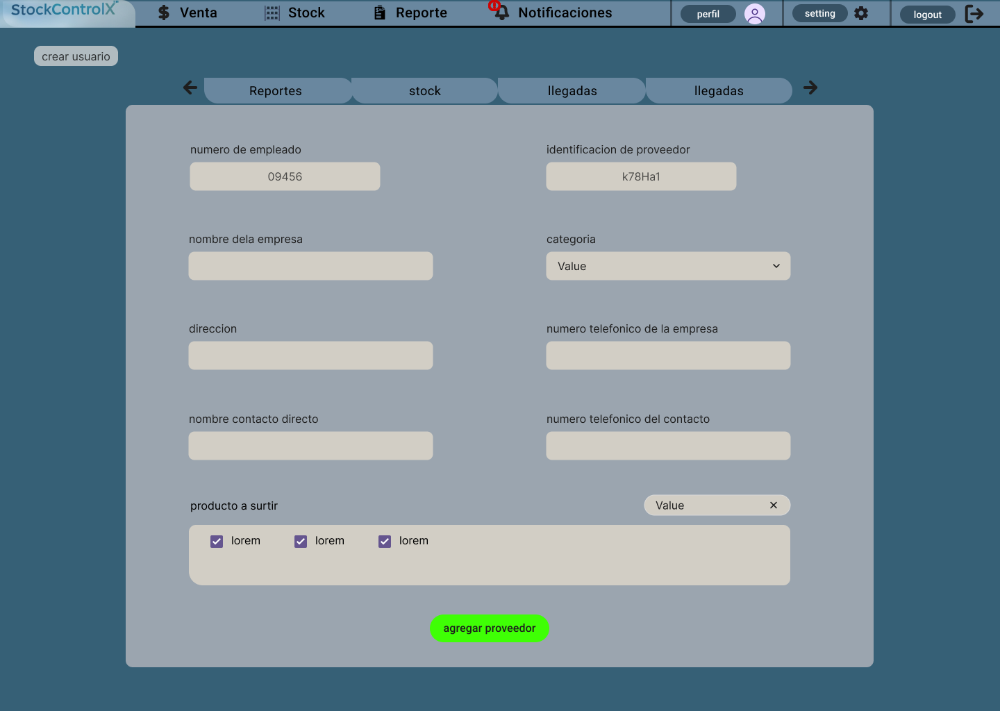 StockControlX
$ Venta
Stock
Reporte
0
Notificaciones
perfil
setting
logout
crear usuario
Reportes
stock
llegadas
llegadas
numero de empleado
identificacion de proveedor
09456
k78Ha1
nombre dela empresa
categoria
Value
direccion
numero telefonico de la empresa
nombre contacto directo
numero telefonico del contacto
producto a surtir
Value
lorem
lorem
lorem
agregar proveedor